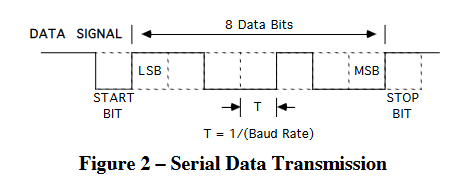 8 Data Bits
DATA SIGNAL
LSB
MSB
START
BIT
T
STOP
BIT
T = 1/(Baud Rate)
Figure 2 – Serial Data Transmission